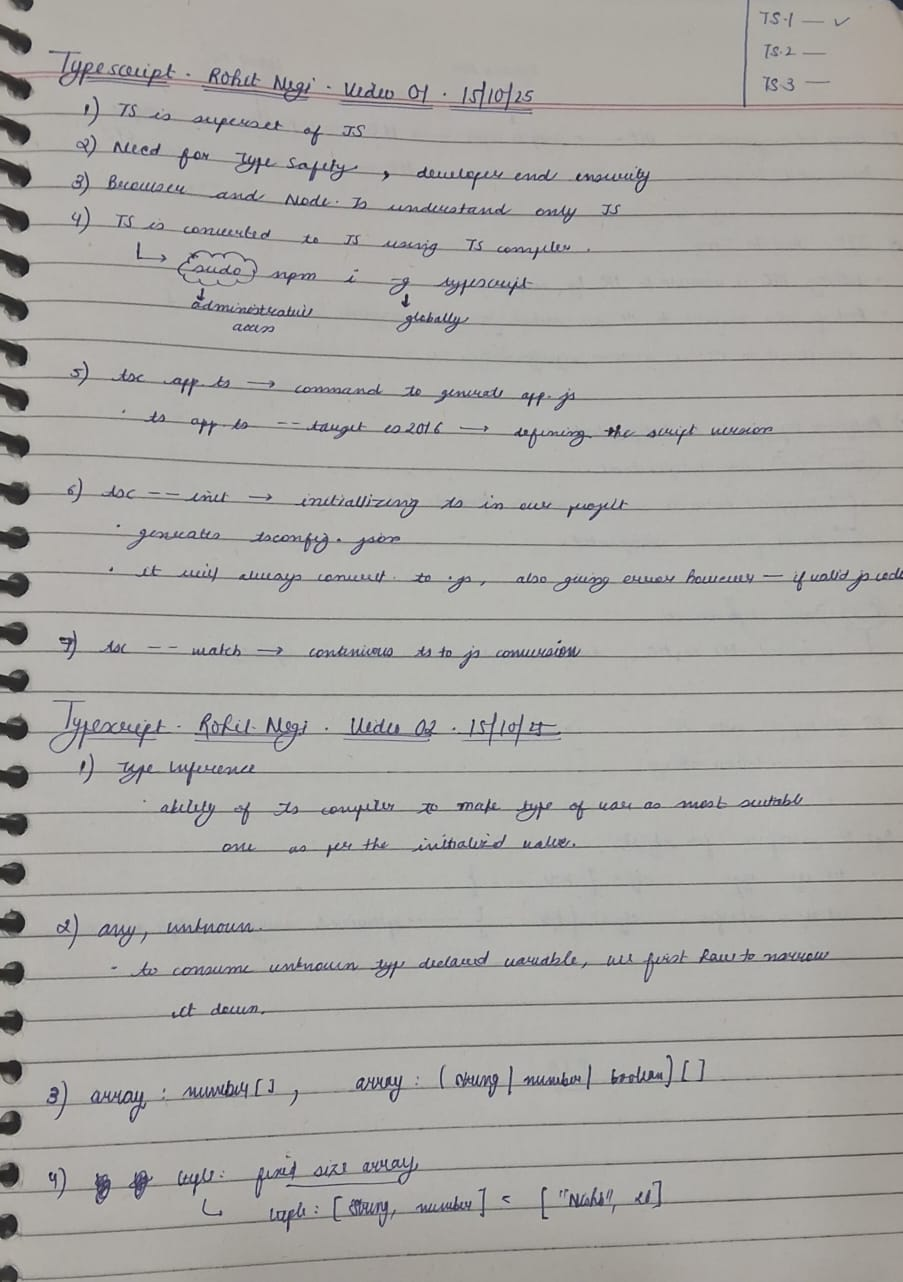 TS.1 — ✓
TS.2 —
TS.3 —
Typescript . Rohit Negi . Video 01 . 15/10/25
1) TS is superset of JS
2) Need for Type Safety, developer end
3) Browser and Node.Js understand only JS
4) TS is converted to JS using TS compiler.
↳ sudo npm i -g typescript
↓ ↓
administrative globally
access
5) tsc app.ts → command to generate app.js
· ts app.ts --target es2016 → defining the script version
6) tsc --init → initiallizing ts in our project
· generates tsconfig.json
· it will always convert to .js, also giving error however — if valid js code
7) tsc --watch → continuous ts to js conversion
Typescript . Rohit Negi . Video 02 . 15/10/25
1) Type Inference
· ability of ts compiler to make type of var as most suitable
one as per the initialized value.
2) any, unknown.
· to consume unknown type declared variable, we first have to narrow
it down.
3) array : number[], array : (string | number | boolean)[]
4) tuple: fixed size array
↳ tuple : [string, number] =